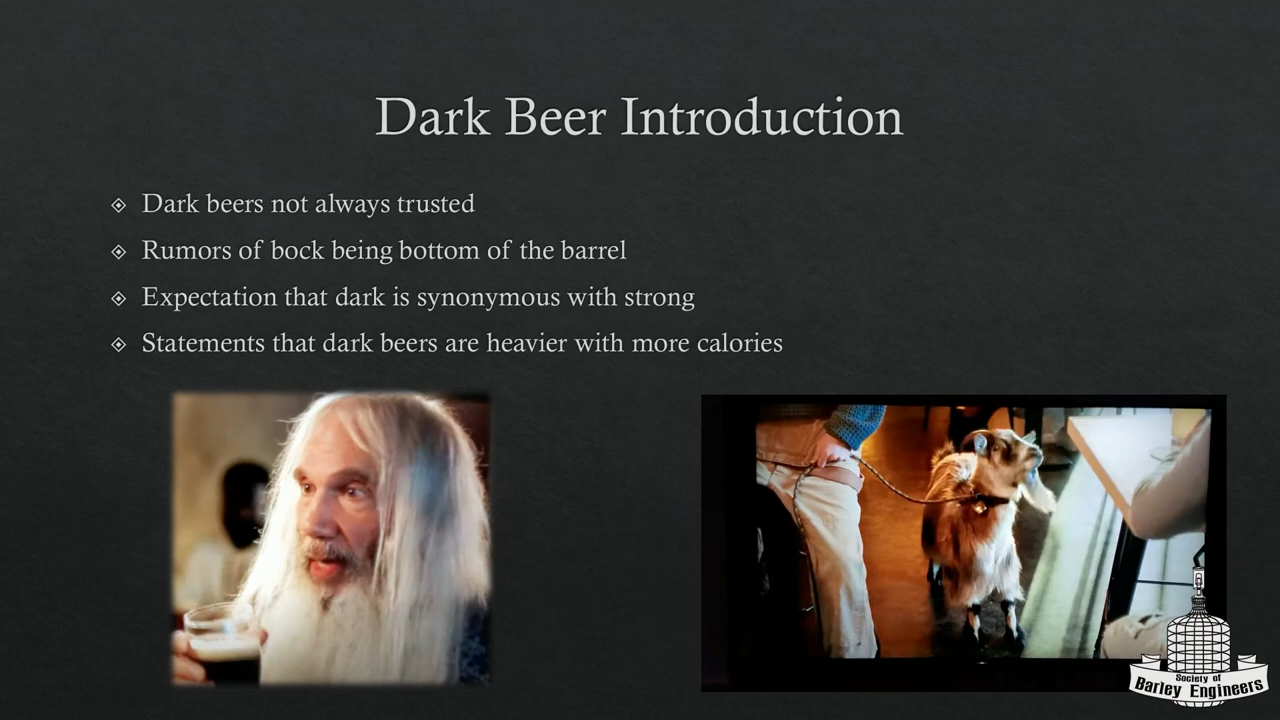 Dark Beer Introduction
Dark beers not always trusted
Rumors of bock being bottom of the barrel
Expectation that dark is synonymous with strong
Statements that dark beers are heavier with more calories
Society of
Barley Engineers